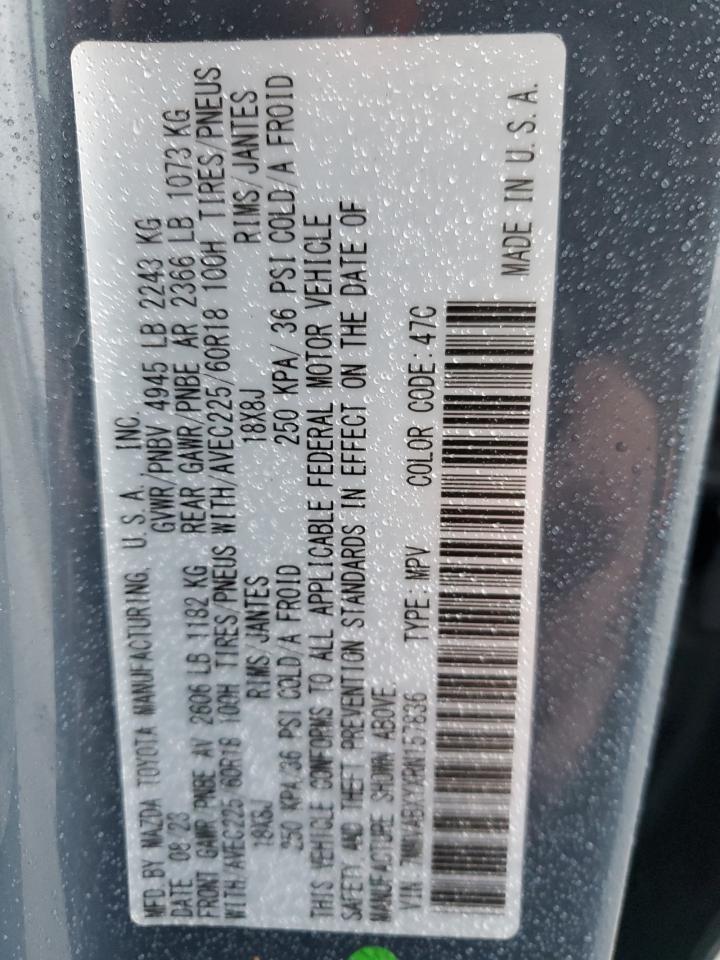 MFD. BY MAZDA TOYOTA MANUFACTURING, U.S.A., INC.
DATE 08/23 GVWR/PNBV 4945 LB 2243 KG
FRONT GAWR/PNBE AV 2606 LB 1182 KG REAR GAWR/PNBE AR 2366 LB 1073 KG
WITH/AVEC225/60R18 100H TIRES/PNEUS WITH/AVEC225/60R18 100H TIRES/PNEUS
RIMS/JANTES RIMS/JANTES
18X8J 18X8J
250 KPA/36 PSI COLD/A FROID 250 KPA/ 36 PSI COLD/A FROID
THIS VEHICLE CONFORMS TO ALL APPLICABLE FEDERAL MOTOR VEHICLE
SAFETY AND THEFT PREVENTION STANDARDS IN EFFECT ON THE DATE OF
MANUFACTURE SHOWN ABOVE.
VIN: TYPE: MPV COLOR CODE: 47C
MADE IN U.S.A.